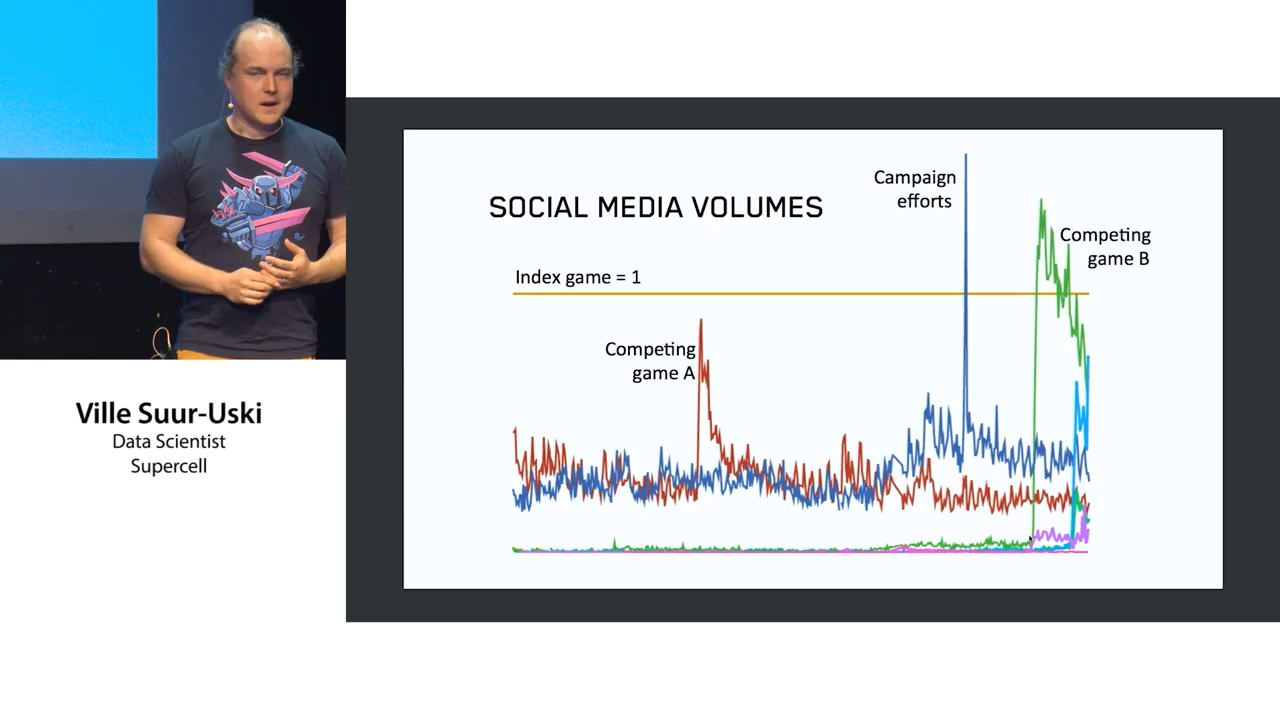 SOCIAL MEDIA VOLUMES
Campaign
efforts
Competing
game B
Index game = 1
Competing
game A
Ville Suur-Uski
Data Scientist
Supercell